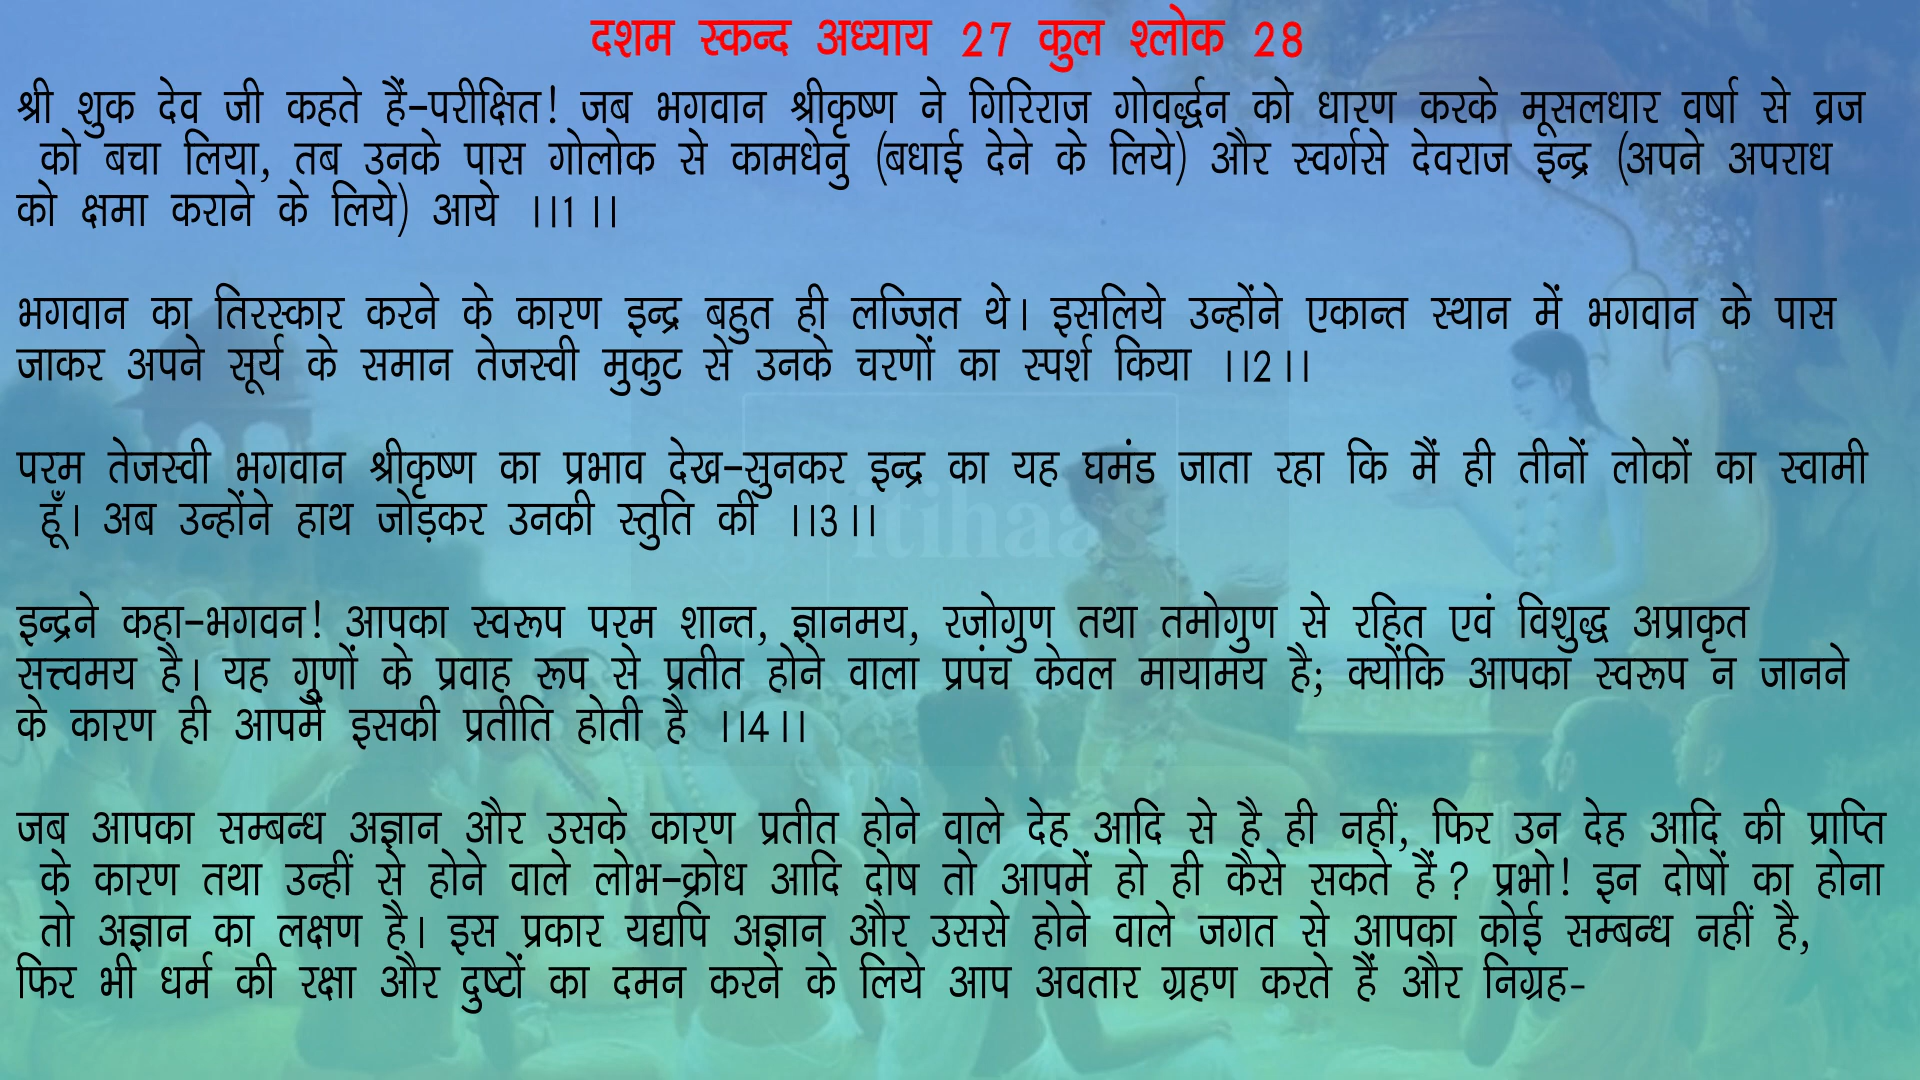 दशम स्कन्द अध्याय 27 कुल श्लोक 28
श्री शुक देव जी कहते हैं-परीक्षित! जब भगवान श्रीकृष्ण ने गिरिराज गोवर्द्धन को धारण करके मूसलधार वर्षा से व्रज
को बचा लिया, तब उनके पास गोलोक से कामधेनु (बधाई देने के लिये) और स्वर्गसे देवराज इन्द्र (अपने अपराध
को क्षमा कराने के लिये) आये ।।1।।
भगवान का तिरस्कार करने के कारण इन्द्र बहुत ही लज्जित थे। इसलिये उन्होंने एकान्त स्थान में भगवान के पास
जाकर अपने सूर्य के समान तेजस्वी मुकुट से उनके चरणों का स्पर्श किया ।।2।।
परम तेजस्वी भगवान श्रीकृष्ण का प्रभाव देख-सुनकर इन्द्र का यह घमंड जाता रहा कि मैं ही तीनों लोकों का स्वामी
हूँ। अब उन्होंने हाथ जोड़कर उनकी स्तुति की ।।3।।
itihaas
इन्द्रने कहा-भगवन! आपका स्वरूप परम शान्त, ज्ञानमय, रजोगुण तथा तमोगुण से रहित एवं विशुद्ध अप्राकृत
सत्त्वमय है। यह गुणों के प्रवाह रूप से प्रतीत होने वाला प्रपंच केवल मायामय है; क्योंकि आपका स्वरूप न जानने
के कारण ही आपमें इसकी प्रतीति होती है ।।4।।
जब आपका सम्बन्ध अज्ञान और उसके कारण प्रतीत होने वाले देह आदि से है ही नहीं, फिर उन देह आदि की प्राप्ति
के कारण तथा उन्हीं से होने वाले लोभ-क्रोध आदि दोष तो आपमें हो ही कैसे सकते हैं? प्रभो! इन दोषों का होना
तो अज्ञान का लक्षण है। इस प्रकार यद्यपि अज्ञान और उससे होने वाले जगत से आपका कोई सम्बन्ध नहीं है,
फिर भी धर्म की रक्षा और दुष्टों का दमन करने के लिये आप अवतार ग्रहण करते हैं और निग्रह-